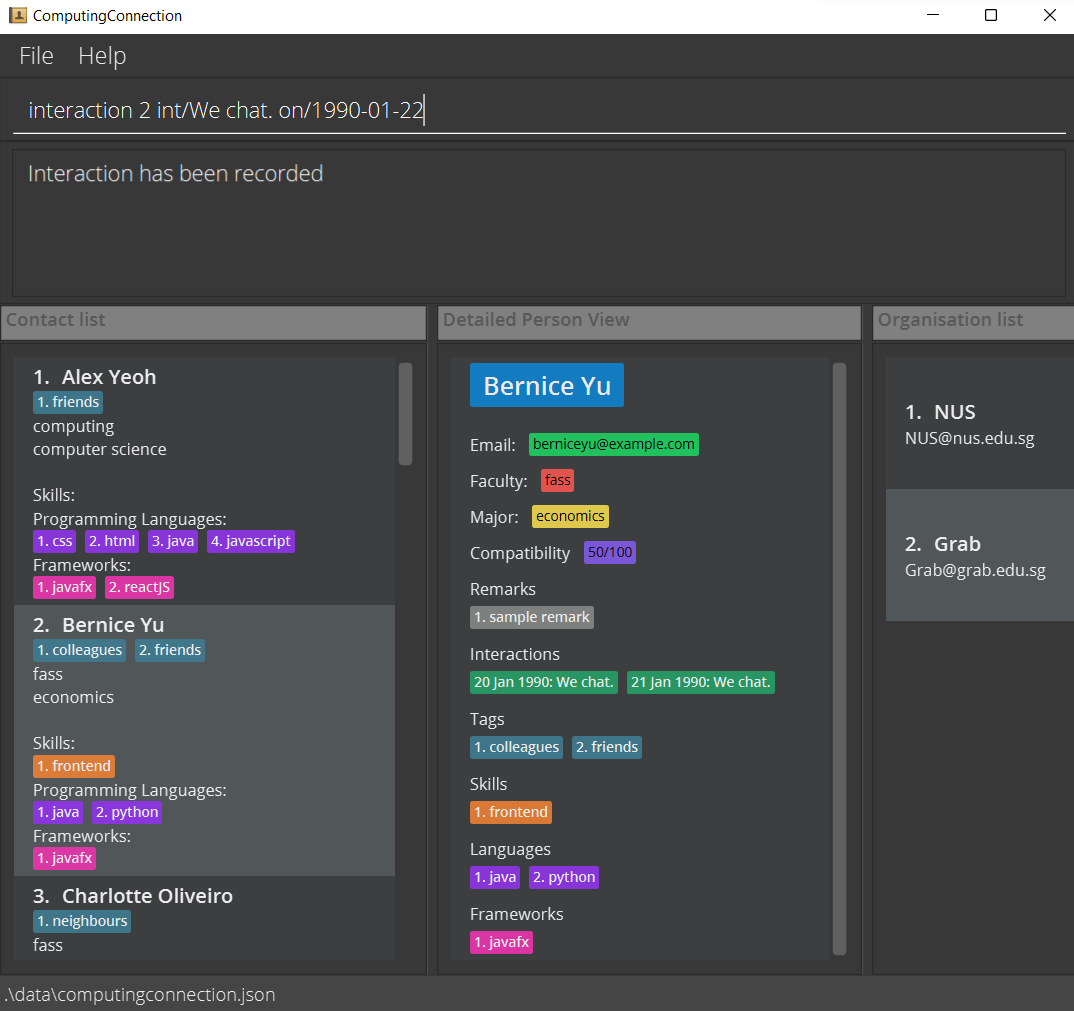 ComputingConnection
File Help
interaction 2 int/We chat. on/1990-01-22
Interaction has been recorded
Contact list
1. Alex Yeoh
1. friends
computing
computer science
Skills:
Programming Languages:
1. css 2. html 3. java 4. javascript
Frameworks:
1. javafx 2. reactJS
2. Bernice Yu
1. colleagues 2. friends
fass
economics
Skills:
1. frontend
Programming Languages:
1. java 2. python
Frameworks:
1. javafx
3. Charlotte Oliveiro
1. neighbours
fass
Detailed Person View
Bernice Yu
Email: berniceyu@example.com
Faculty: fass
Major: economics
Compatibility 50/100
Remarks
1. sample remark
Interactions
20 Jan 1990: We chat. 21 Jan 1990: We chat.
Tags
1. colleagues 2. friends
Skills
1. frontend
Languages
1. java 2. python
Frameworks
1. javafx
Organisation list
1. NUS
NUS@nus.edu.sg
2. Grab
Grab@grab.edu.sg
.\data\computingconnection.json